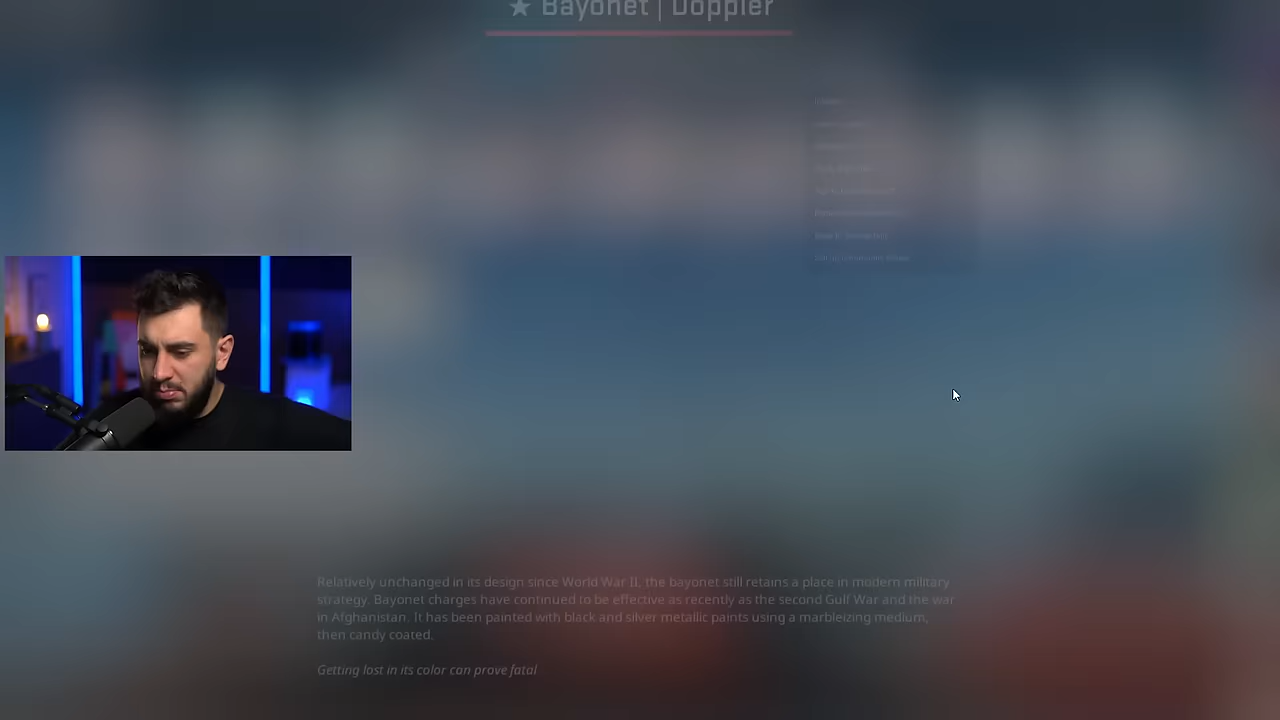 ★ Bayonet | Doppler
Relatively unchanged in its design since World War II, the bayonet still retains a place in modern military
strategy. Bayonet charges have continued to be effective as recently as the second Gulf War and the war
in Afghanistan. It has been painted with black and silver metallic paints using a marbleizing medium,
then candy coated.
Getting lost in its color can prove fatal